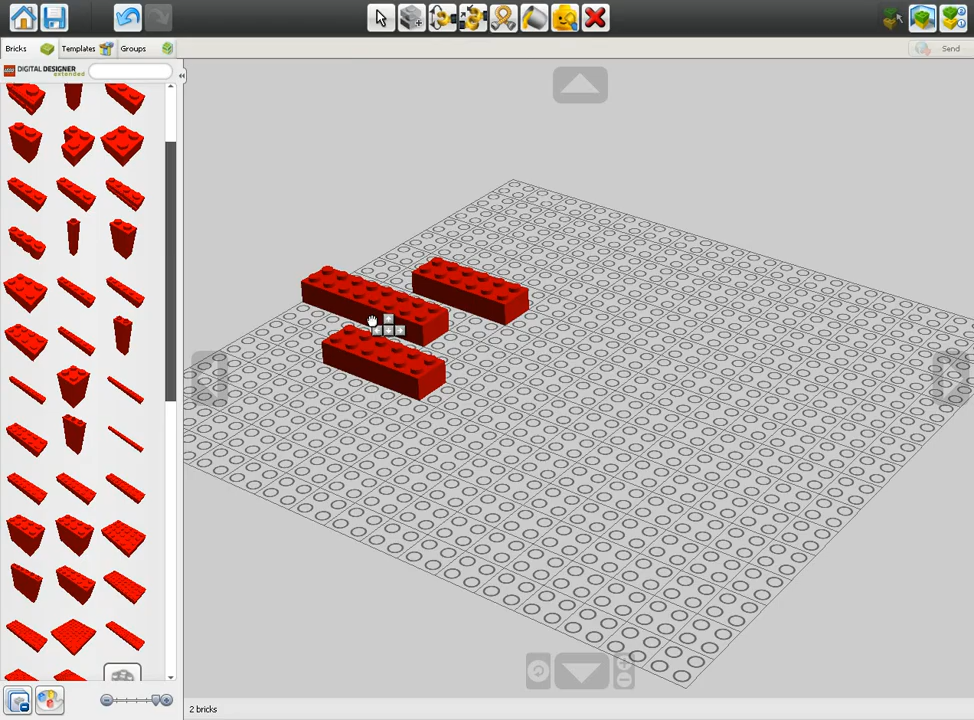 Bricks
Templates
Groups
Send
DIGITAL DESIGNER
extended
2 bricks